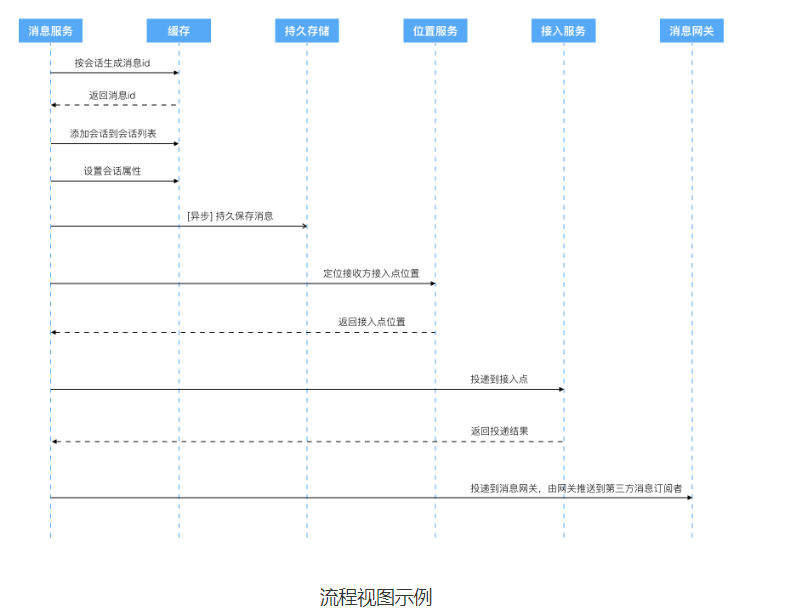 消息服务 缓存 持久存储 位置服务 接入服务 消息网关
按会话生成消息id
返回消息id
添加会话到会话列表
设置会话属性
[异步] 持久保存消息
定位接收方接入点位置
返回接入点位置
投递到接入点
返回投递结果
投递到消息网关，由网关推送到第三方消息订阅者
流程视图示例